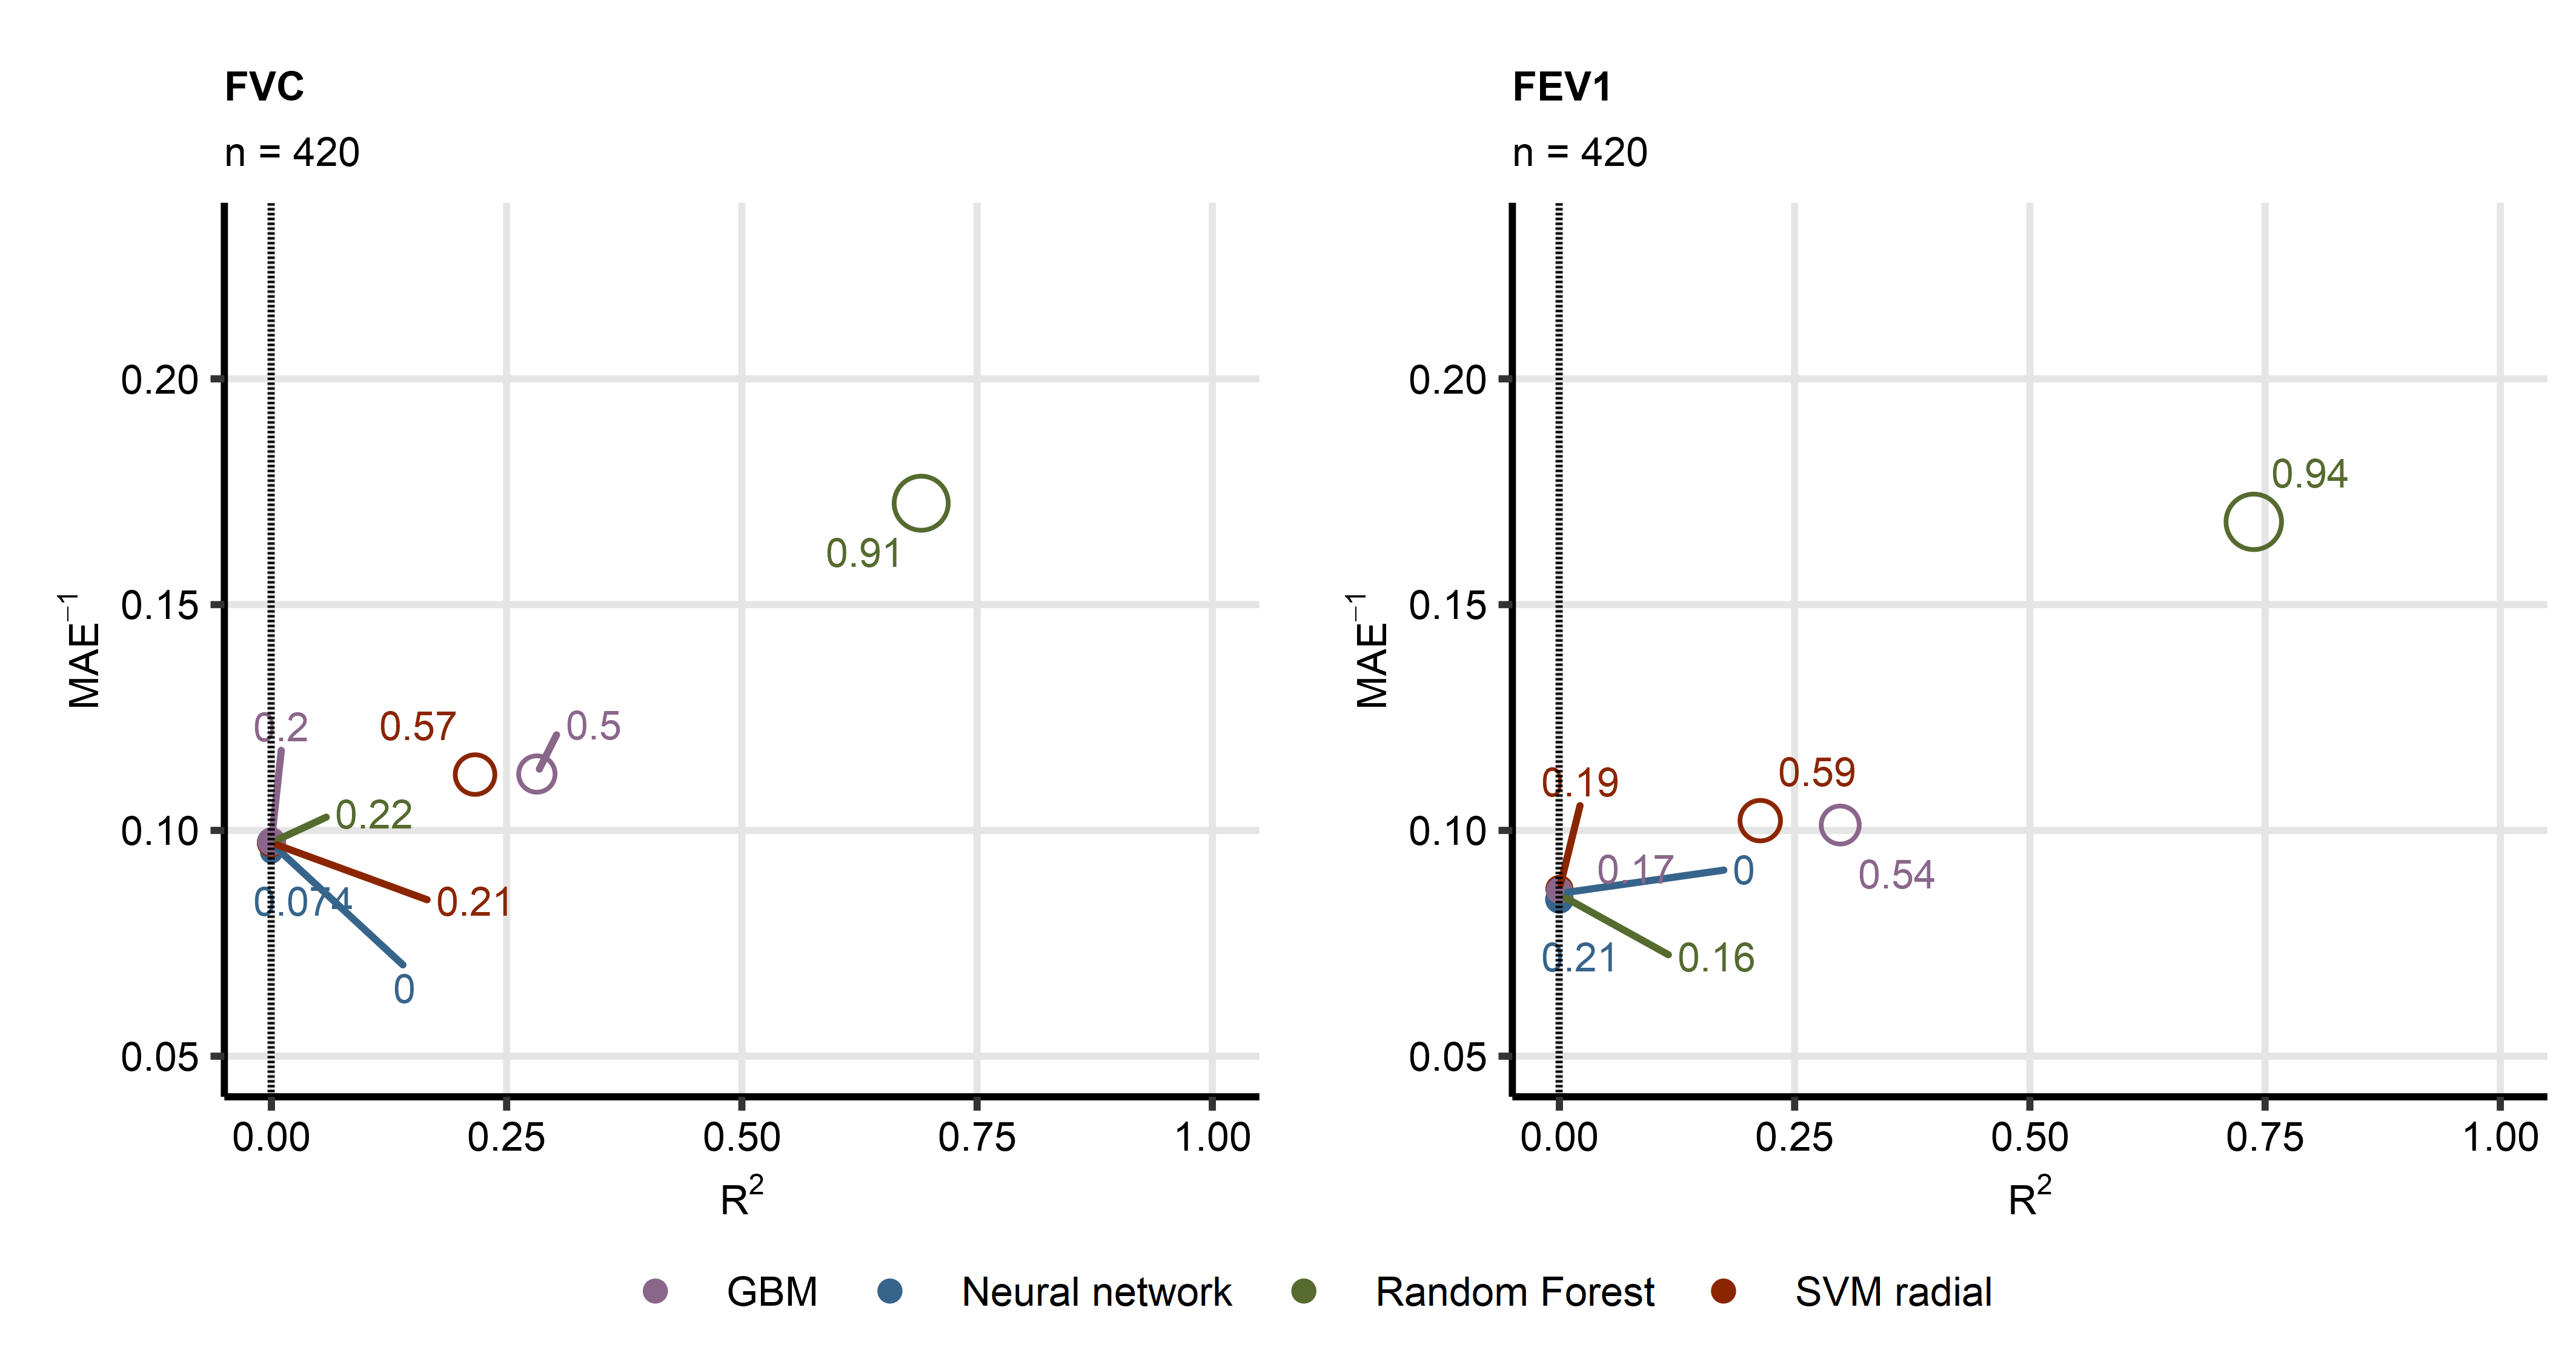 FVC
n = 420
0.20
0.15
0.10
0.05
MAE⁻¹
0.91
0.57
0.5
0.2
0.22
0.074
0.21
0
0.00 0.25 0.50 0.75 1.00
R²
FEV1
n = 420
0.20
0.15
0.10
0.05
MAE⁻¹
0.94
0.19
0.59
0.17
0
0.54
0.21
0.16
0.00 0.25 0.50 0.75 1.00
R²
GBM Neural network Random Forest SVM radial